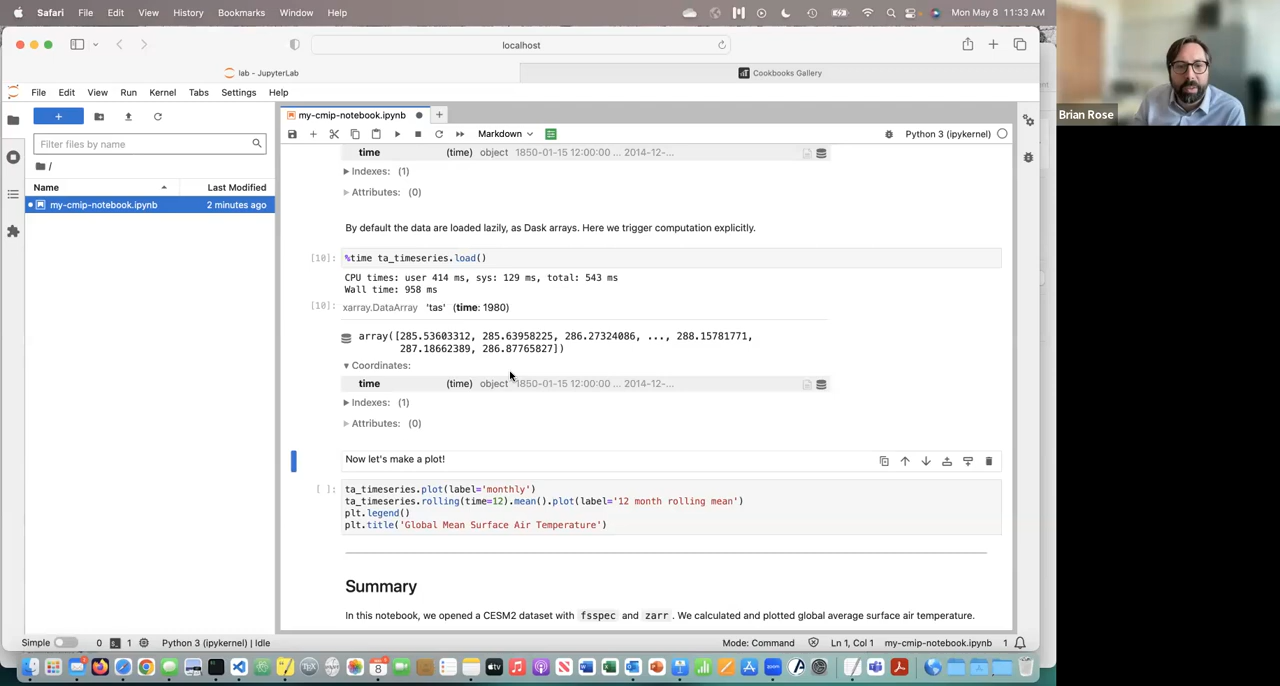 Safari File Edit View History Bookmarks Window Help Mon May 8 11:33 AM
localhost
lab - JupyterLab Cookbooks Gallery
File Edit View Run Kernel Tabs Settings Help
my-cmip-notebook.ipynb
Filter files by name
Markdown Python 3 (ipykernel)
/
Name Last Modified
my-cmip-notebook.ipynb 2 minutes ago
time (time) object 1850-01-15 12:00:00 ... 2014-12-...
Indexes: (1)
Attributes: (0)
By default the data are loaded lazily, as Dask arrays. Here we trigger computation explicitly.
[10]: %time ta_timeseries.load()
CPU times: user 414 ms, sys: 129 ms, total: 543 ms
Wall time: 958 ms
[10]: xarray.DataArray 'tas' (time: 1980)
array([285.53603312, 285.63958225, 286.27324086, ..., 288.15781771,
287.18662389, 286.87765827])
Coordinates:
time (time) object 1850-01-15 12:00:00 ... 2014-12-...
Indexes: (1)
Attributes: (0)
Now let's make a plot!
[ ]: ta_timeseries.plot(label='monthly')
ta_timeseries.rolling(time=12).mean().plot(label='12 month rolling mean')
plt.legend()
plt.title('Global Mean Surface Air Temperature')
Summary
In this notebook, we opened a CESM2 dataset with fsspec and zarr . We calculated and plotted global average surface air temperature.
Simple 0 1 Python 3 (ipykernel) | Idle Mode: Command Ln 1, Col 1 my-cmip-notebook.ipynb 1
Brian Rose